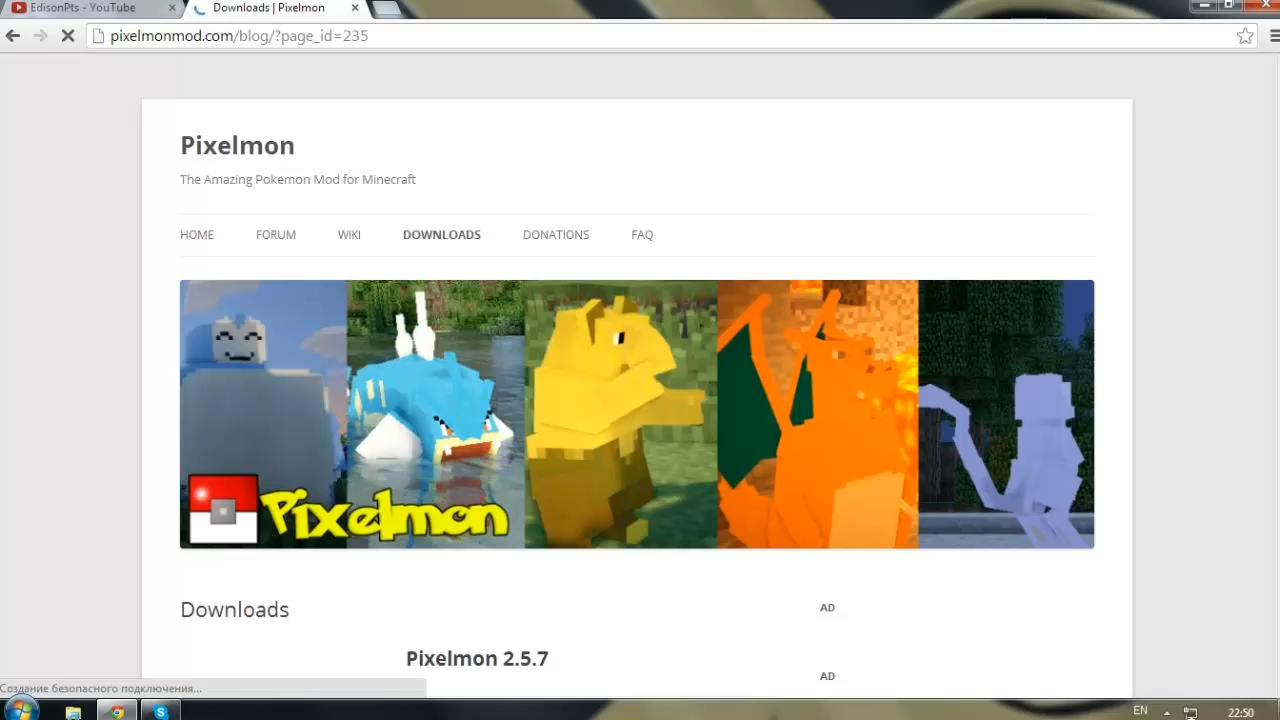 EdisonPts - YouTube
Downloads | Pixelmon
pixelmonmod.com/blog/?page_id=235
Pixelmon
The Amazing Pokemon Mod for Minecraft
HOME FORUM WIKI DOWNLOADS DONATIONS FAQ
Pixelmon
Downloads
AD
Pixelmon 2.5.7
AD
Создание безопасного подключения...
EN
22:50